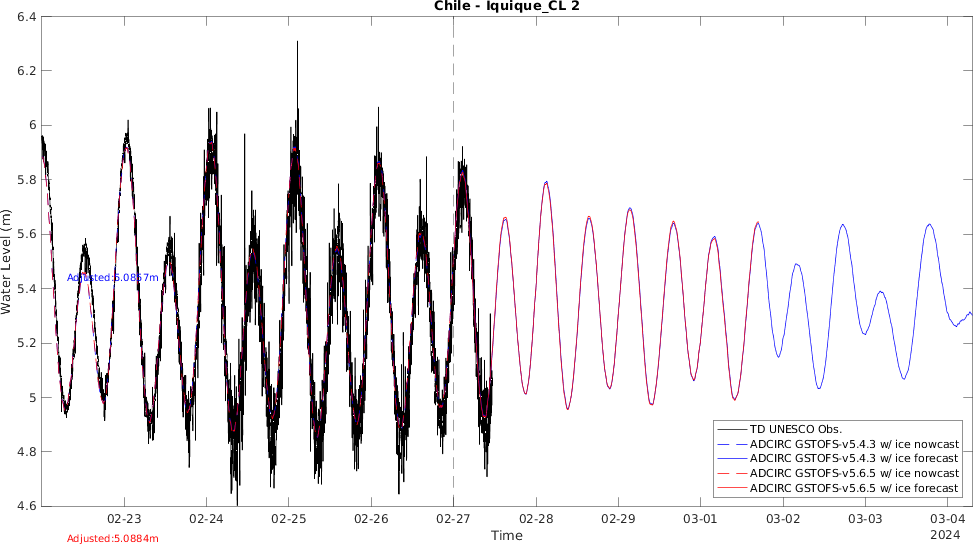 Chile - Iquique_CL 2
Water Level (m)
6.4
6.2
6
5.8
5.6
5.4
5.2
5
4.8
4.6
Adjusted:5.0857m
TD UNESCO Obs.
ADCIRC GSTOFS-v5.4.3 w/ ice nowcast
ADCIRC GSTOFS-v5.4.3 w/ ice forecast
ADCIRC GSTOFS-v5.6.5 w/ ice nowcast
ADCIRC GSTOFS-v5.6.5 w/ ice forecast
02-23 02-24 02-25 02-26 02-27 02-28 02-29 03-01 03-02 03-03 03-04
2024
Time
Adjusted:5.0884m